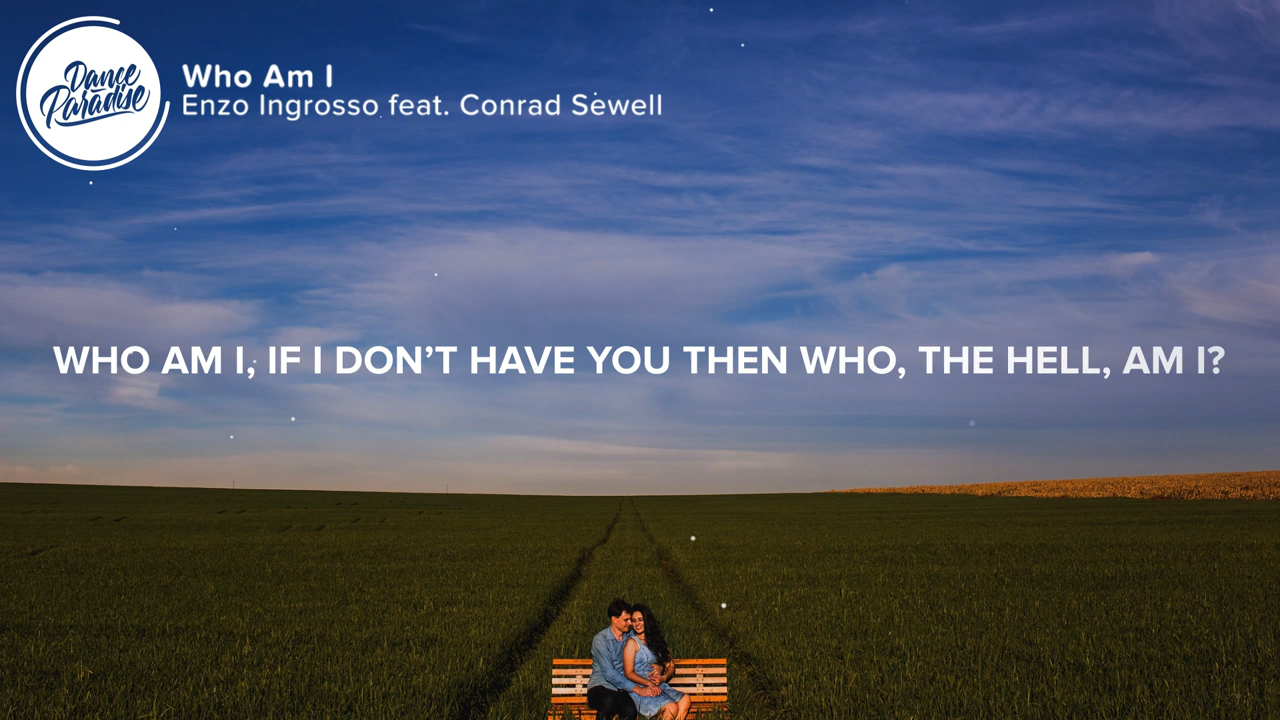 Dance
Paradise
Who Am I
Enzo Ingrosso feat. Conrad Sewell
WHO AM I, IF I DON’T HAVE YOU THEN WHO, THE HELL, AM I?